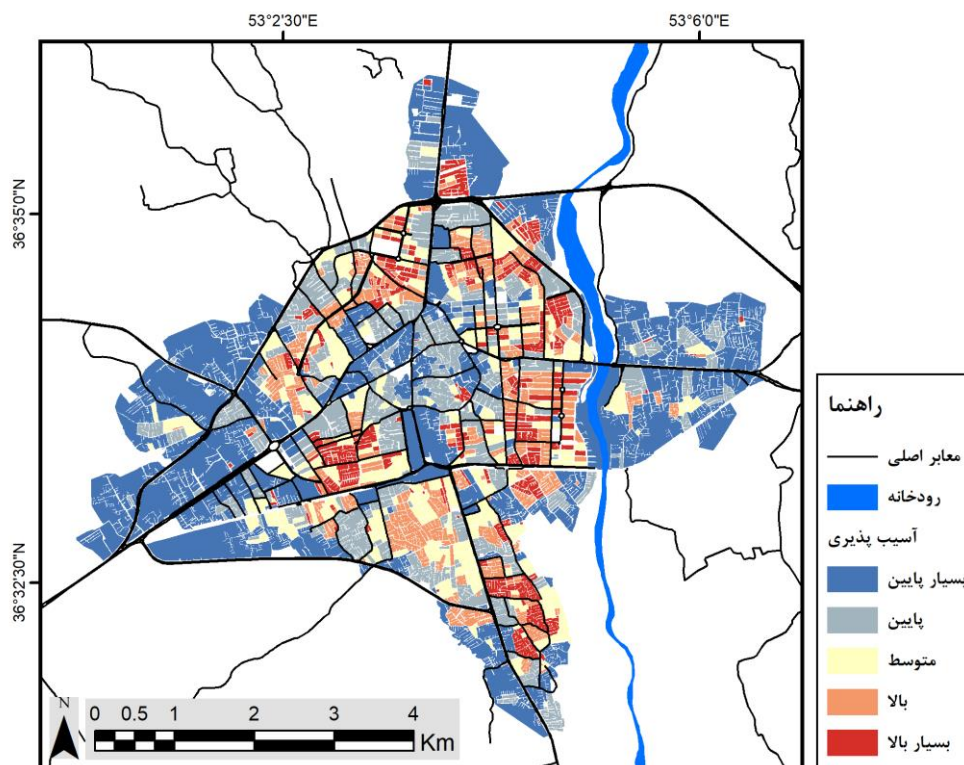 53°2'30"E 53°6'0"E
36°35'0"N
36°32'30"N
N
0 0.5 1 2 3 4
Km
راهنما
معابر اصلی
رودخانه
آسیب پذیری
بسیار پایین
پایین
متوسط
بالا
بسیار بالا